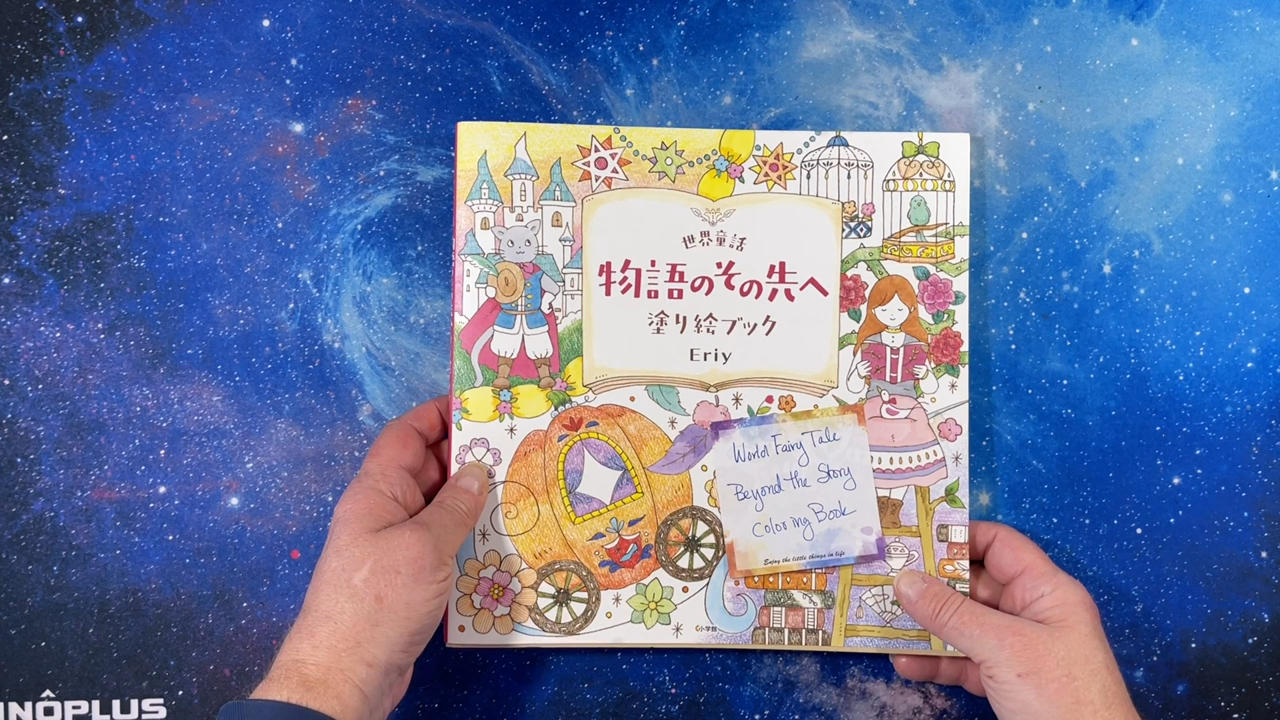 世界童話
物語のその先へ
塗り絵ブック
Eriy
World Fairy Tale
Beyond the Story
Coloring Book
Enjoy the little things in life
小学館
INÔPLUS